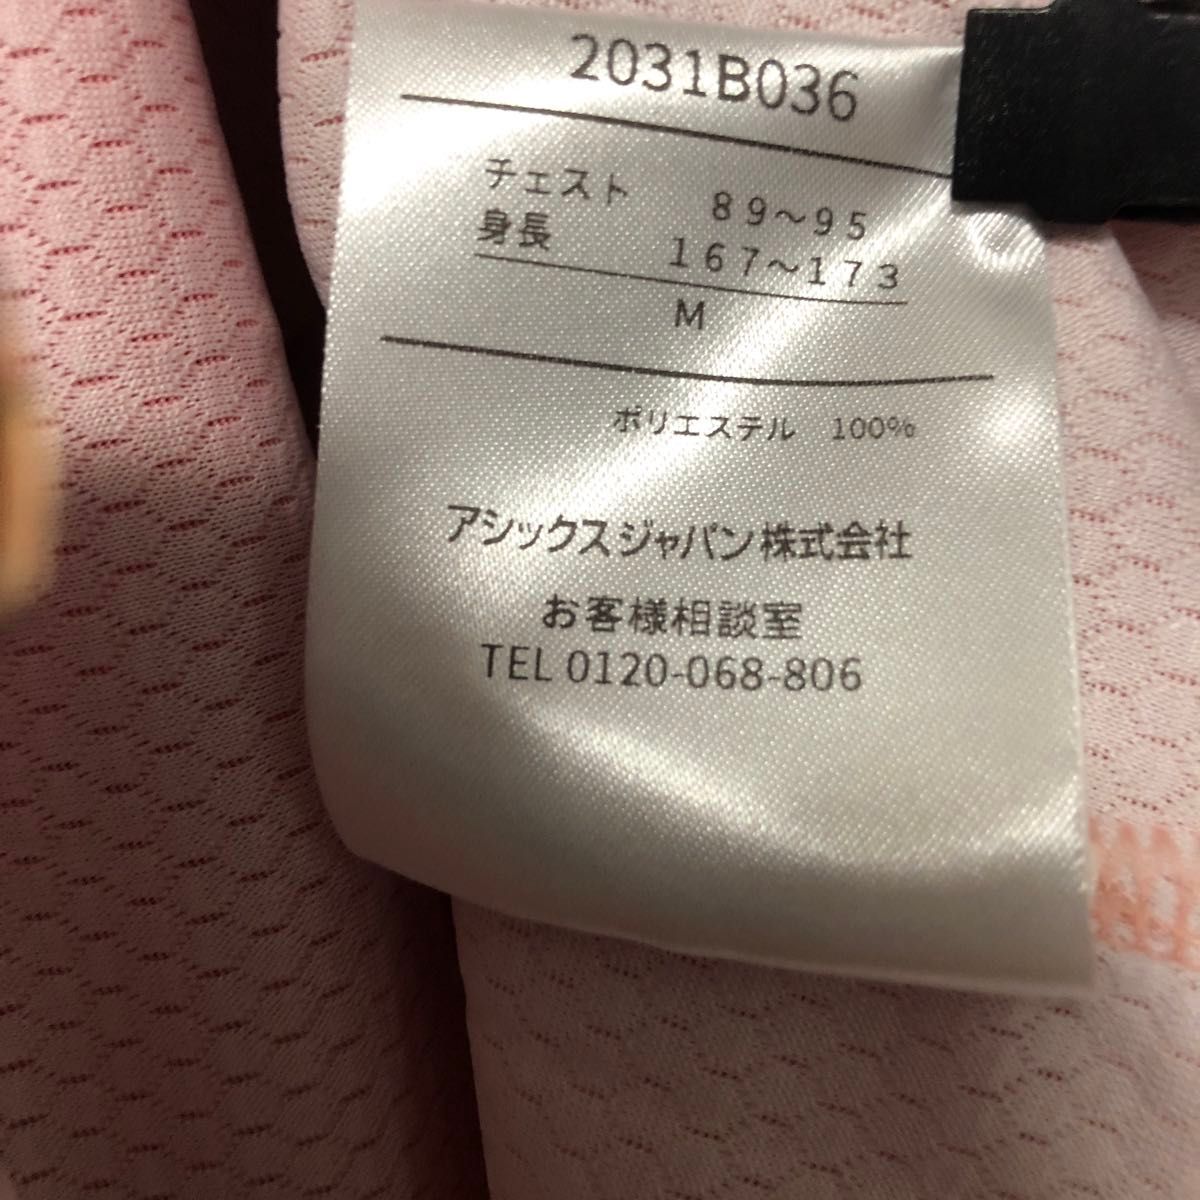 2031B036
チェスト 89〜95
身長 167〜173
M
ポリエステル 100%
アシックスジャパン株式会社
お客様相談室
TEL 0120-068-806